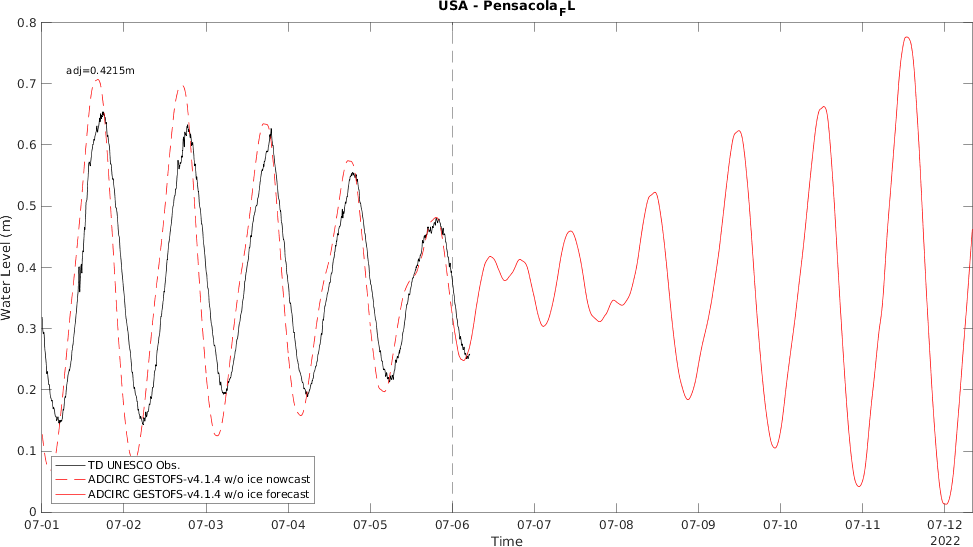 USA - Pensacola_FL
adj=0.4215m
0.8
0.7
0.6
0.5
0.4
0.3
0.2
0.1
0
Water Level (m)
TD UNESCO Obs.
ADCIRC GESTOFS-v4.1.4 w/o ice nowcast
ADCIRC GESTOFS-v4.1.4 w/o ice forecast
07-01 07-02 07-03 07-04 07-05 07-06 07-07 07-08 07-09 07-10 07-11 07-12
Time
2022